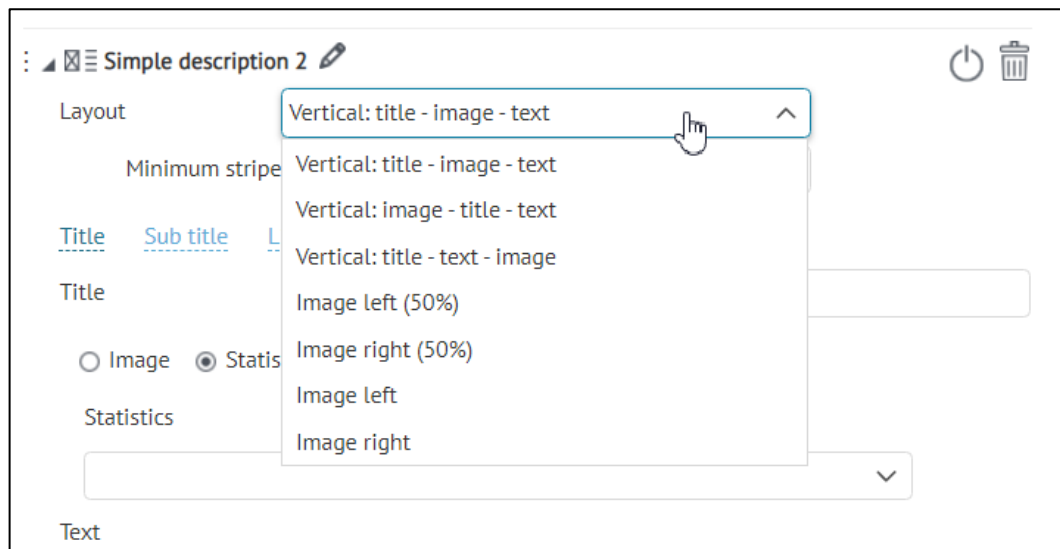 Simple description 2
Layout Vertical: title - image - text
Minimum stripe Vertical: title - image - text
Vertical: image - title - text
Title Sub title L
Vertical: title - text - image
Title
Image left (50%)
Image right (50%)
Image Statis
Image left
Statistics
Image right
Text